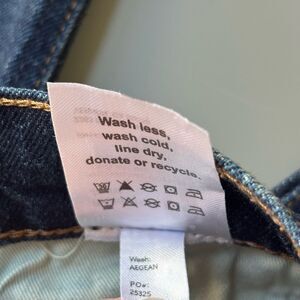 Wash less,
wash cold,
line dry,
donate or recycle.
Wash:
AEGEAN
PO#:
25325